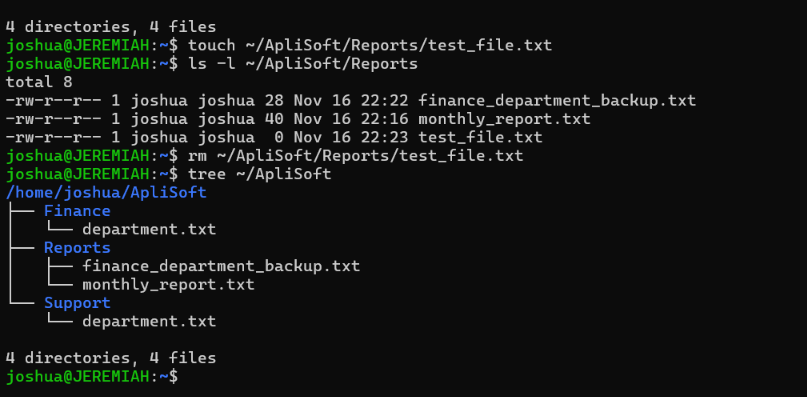 4 directories, 4 files
joshua@JEREMIAH:~$ touch ~/ApliSoft/Reports/test_file.txt
joshua@JEREMIAH:~$ ls -l ~/ApliSoft/Reports
total 8
-rw-r--r-- 1 joshua joshua 28 Nov 16 22:22 finance_department_backup.txt
-rw-r--r-- 1 joshua joshua 40 Nov 16 22:16 monthly_report.txt
-rw-r--r-- 1 joshua joshua  0 Nov 16 22:23 test_file.txt
joshua@JEREMIAH:~$ rm ~/ApliSoft/Reports/test_file.txt
joshua@JEREMIAH:~$ tree ~/ApliSoft
/home/joshua/ApliSoft
├── Finance
│   └── department.txt
├── Reports
│   ├── finance_department_backup.txt
│   └── monthly_report.txt
└── Support
    └── department.txt
4 directories, 4 files
joshua@JEREMIAH:~$